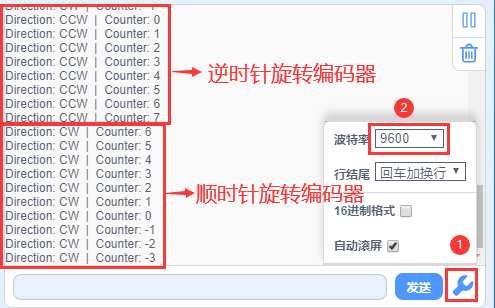 Direction: CCW | Counter: 0
Direction: CCW | Counter: 1
Direction: CCW | Counter: 2
Direction: CCW | Counter: 3
Direction: CCW | Counter: 4
Direction: CCW | Counter: 5
Direction: CCW | Counter: 6
Direction: CCW | Counter: 7
逆时针旋转编码器
Direction: CW | Counter: 6
Direction: CW | Counter: 5
Direction: CW | Counter: 4
Direction: CW | Counter: 3
Direction: CW | Counter: 2
Direction: CW | Counter: 1
Direction: CW | Counter: 0
Direction: CW | Counter: -1
Direction: CW | Counter: -2
Direction: CW | Counter: -3
顺时针旋转编码器
2
波特率 9600
行结尾 回车加换行
16进制格式
自动滚屏
1
发送